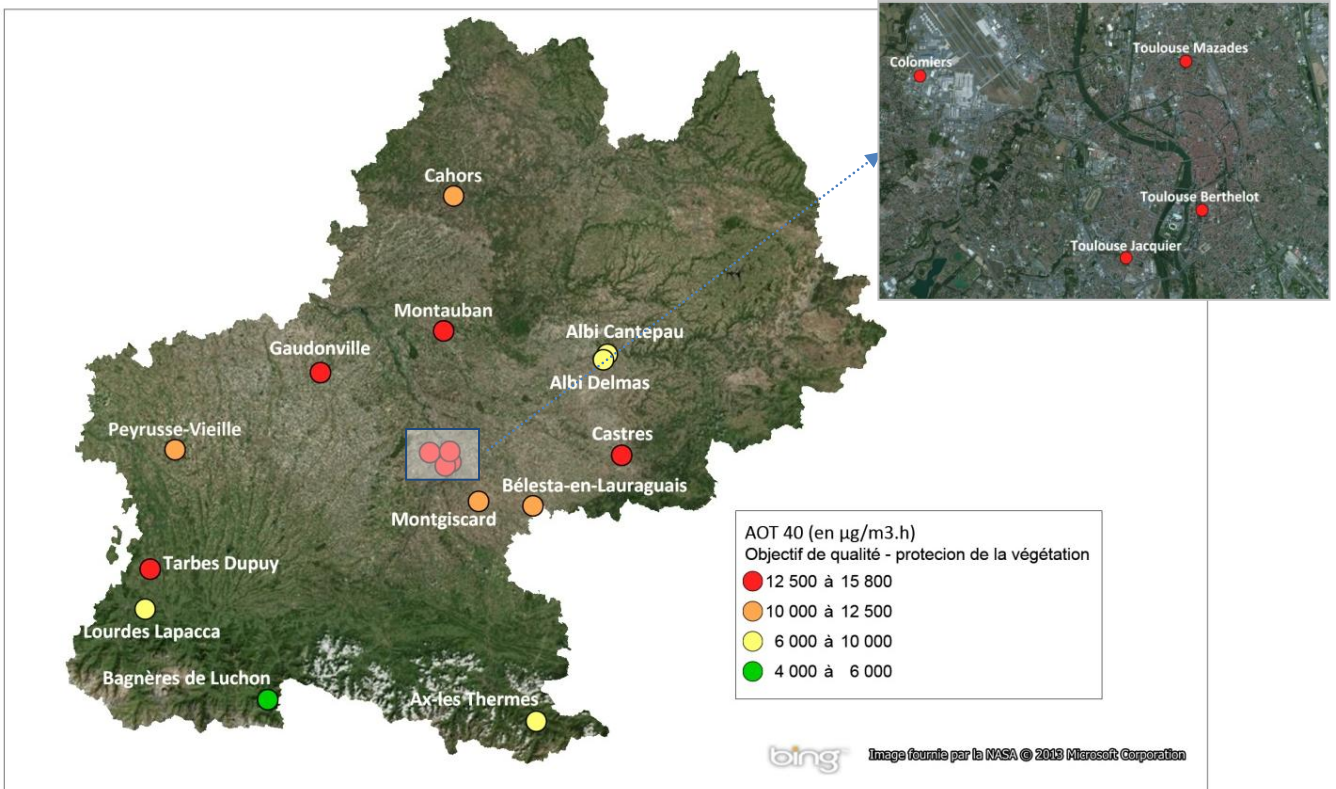 Colomiers
Toulouse Mazades
Toulouse Berthelot
Toulouse Jacquier
Cahors
Montauban
Gaudonville
Albi Cantepau
Albi Delmas
Peyrusse-Vieille
Castres
Bélesta-en-Lauraguais
Montgiscard
Tarbes Dupuy
Lourdes Lapacca
Bagnères de Luchon
Ax-les Thermes
AOT 40 (en µg/m3.h)
Objectif de qualité - protecion de la végétation
12 500 à 15 800
10 000 à 12 500
6 000 à 10 000
4 000 à 6 000
bing
Image fournie par la NASA © 2013 Microsoft Corporation